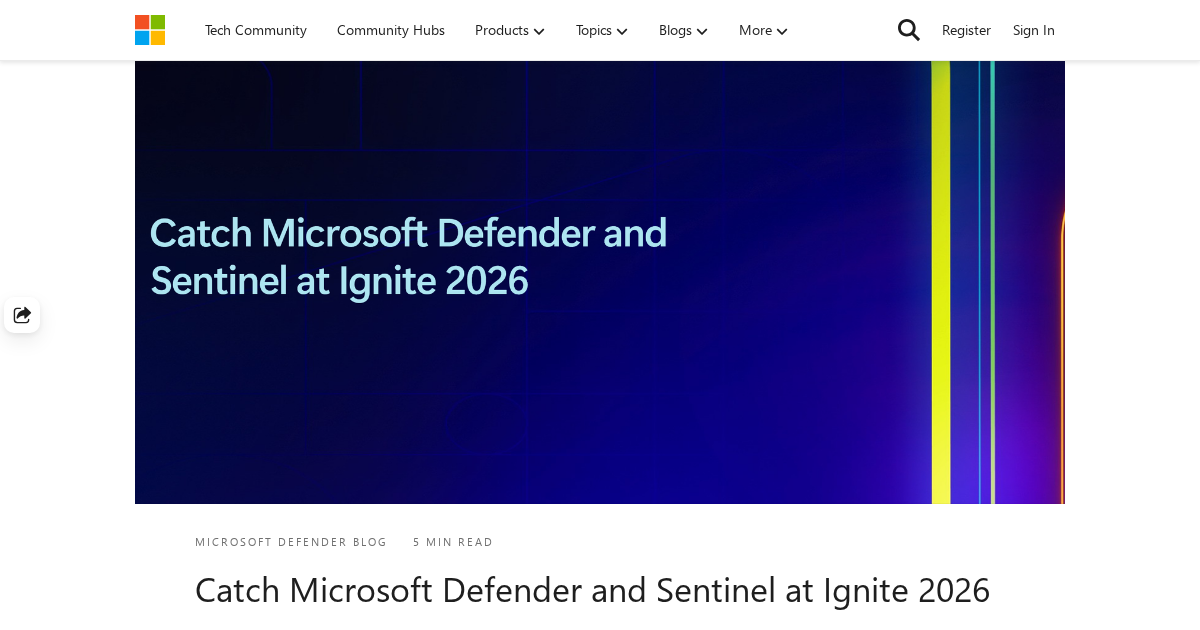 Tech Community
Community Hubs
Products
Topics
Blogs
More
Register
Sign In
Catch Microsoft Defender and
Sentinel at Ignite 2026
MICROSOFT DEFENDER BLOG
5 MIN READ
Catch Microsoft Defender and Sentinel at Ignite 2026